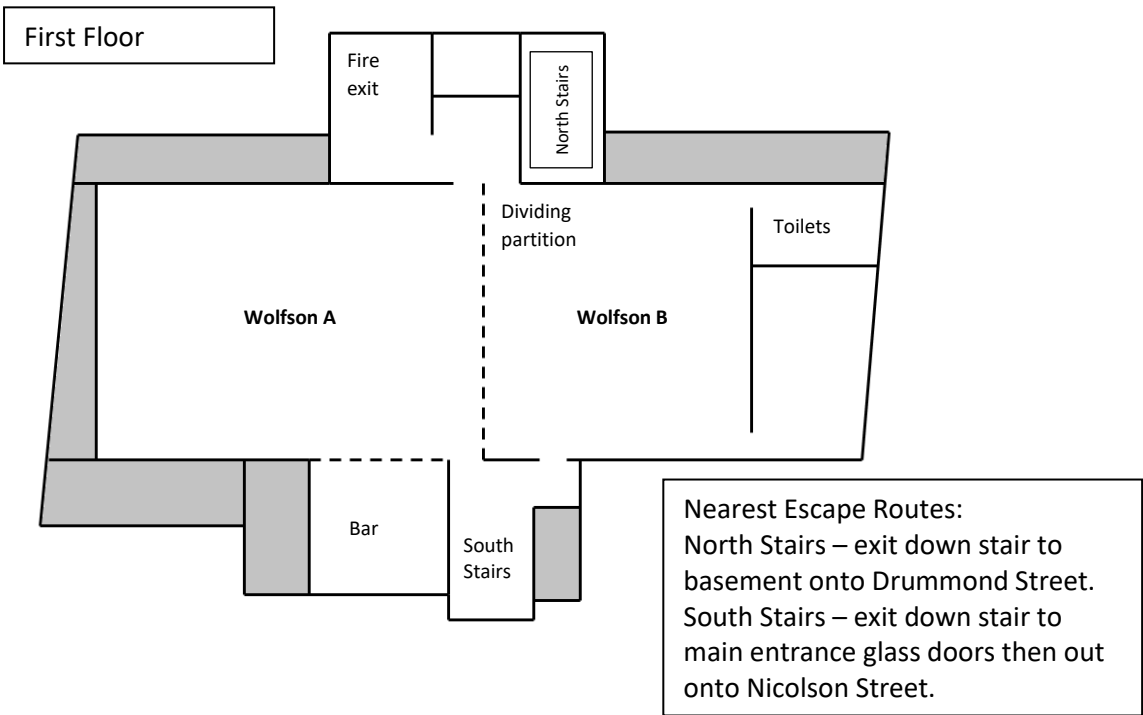 First Floor
Fire
exit
North Stairs
Dividing
partition
Toilets
Wolfson A
Wolfson B
Bar
South
Stairs
Nearest Escape Routes:
North Stairs – exit down stair to
basement onto Drummond Street.
South Stairs – exit down stair to
main entrance glass doors then out
onto Nicolson Street.